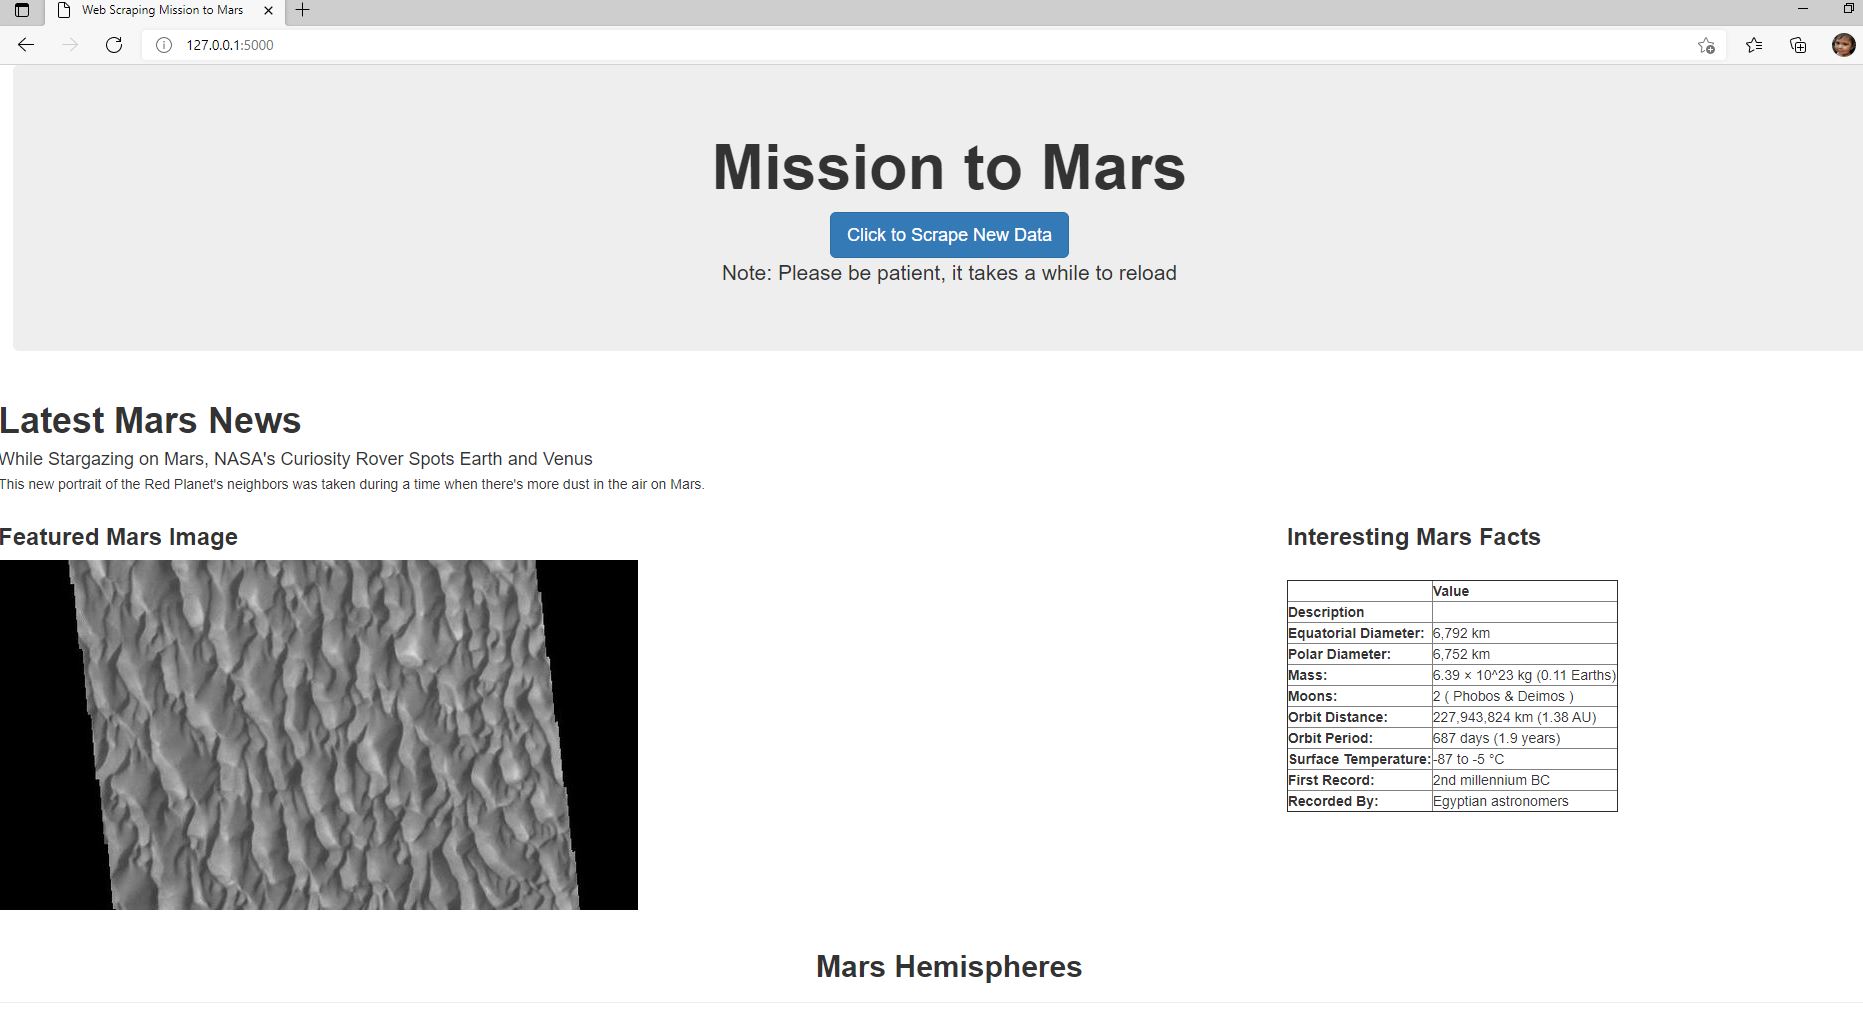 Web Scraping Mission to Mars
127.0.0.1:5000
Mission to Mars
Click to Scrape New Data
Note: Please be patient, it takes a while to reload
Latest Mars News
While Stargazing on Mars, NASA's Curiosity Rover Spots Earth and Venus
This new portrait of the Red Planet's neighbors was taken during a time when there's more dust in the air on Mars.
Featured Mars Image
Interesting Mars Facts
Value
Description
Equatorial Diameter: 6,792 km
Polar Diameter: 6,752 km
Mass: 6.39 × 10^23 kg (0.11 Earths)
Moons: 2 ( Phobos & Deimos )
Orbit Distance: 227,943,824 km (1.38 AU)
Orbit Period: 687 days (1.9 years)
Surface Temperature: -87 to -5 °C
First Record: 2nd millennium BC
Recorded By: Egyptian astronomers
Mars Hemispheres